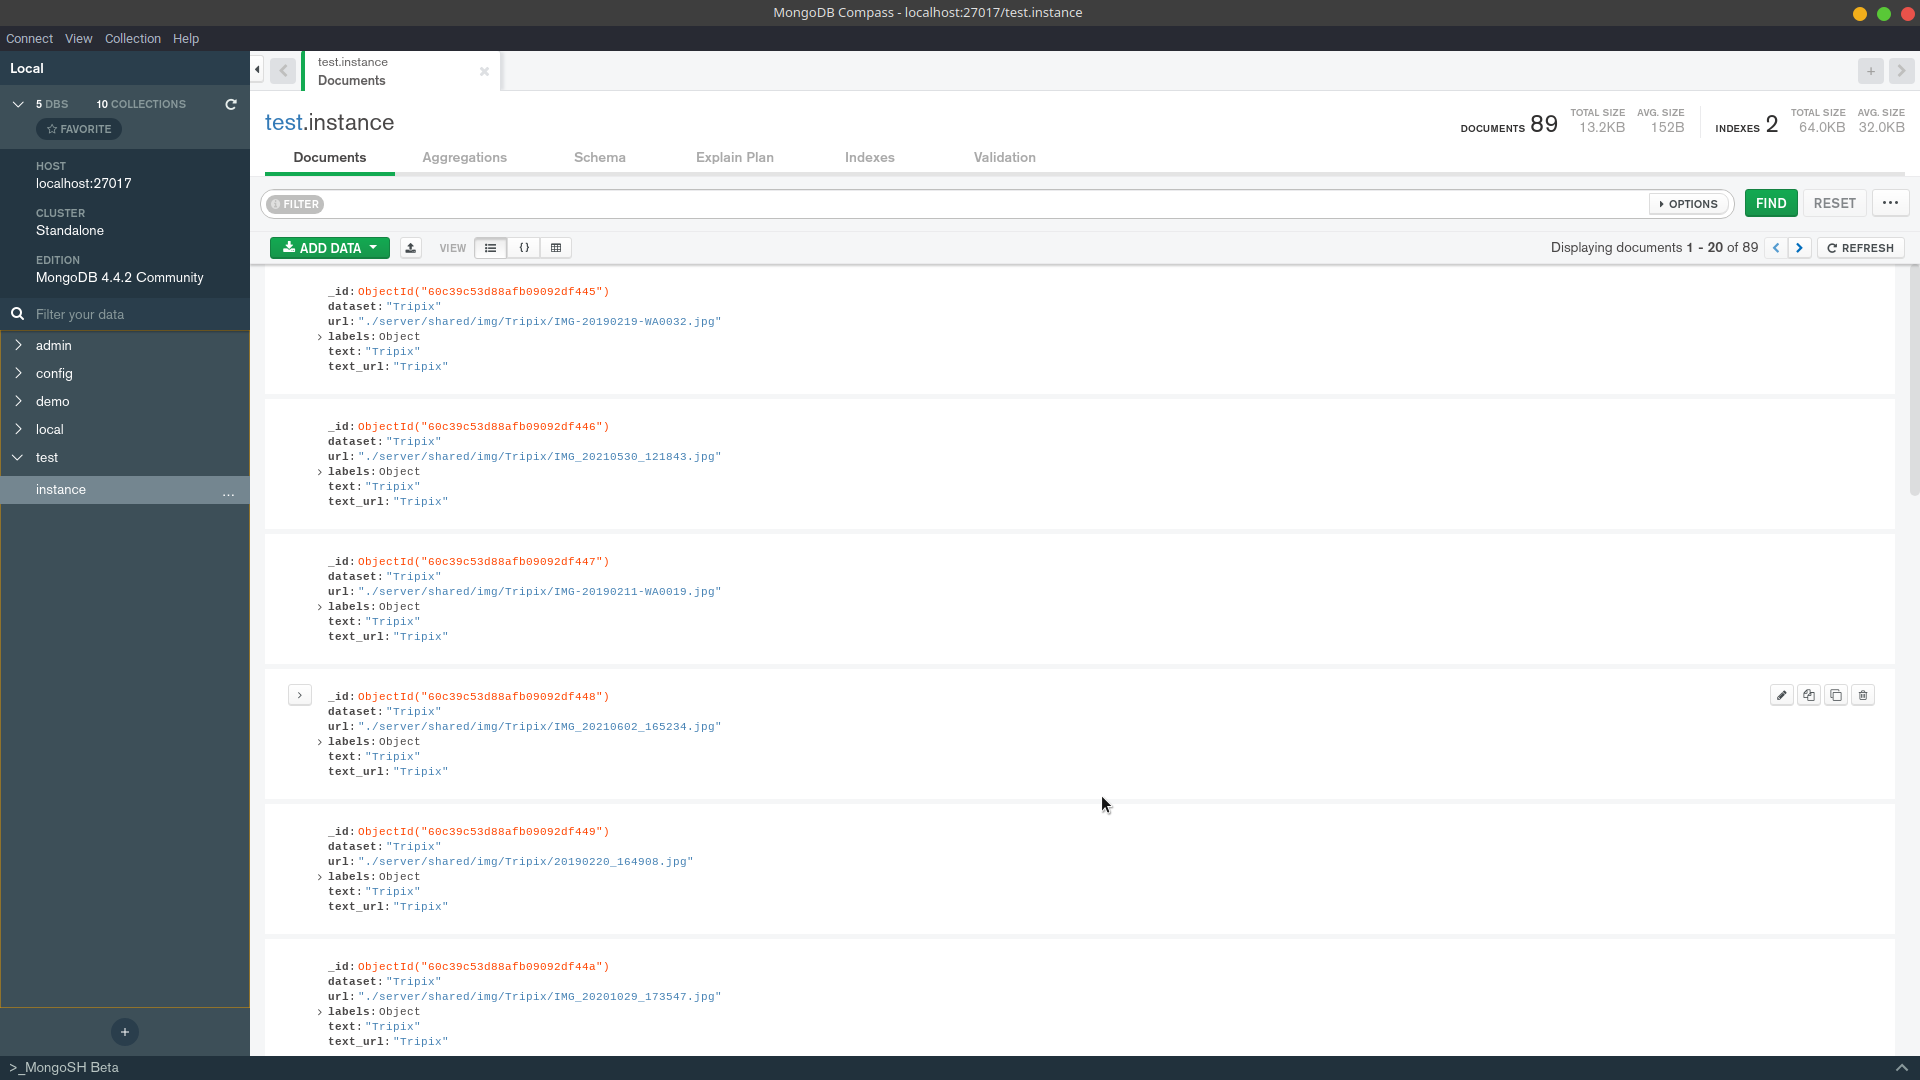 MongoDB Compass - localhost:27017/test.instance
Connect View Collection Help
Local
5 DBS 10 COLLECTIONS
FAVORITE
HOST
localhost:27017
CLUSTER
Standalone
EDITION
MongoDB 4.4.2 Community
Filter your data
admin
config
demo
local
test
instance ...
>_MongoSH Beta
test.instance
Documents
test.instance
DOCUMENTS 89 TOTAL SIZE 13.2KB AVG. SIZE 152B INDEXES 2 TOTAL SIZE 64.0KB AVG. SIZE 32.0KB
Documents Aggregations Schema Explain Plan Indexes Validation
FILTER OPTIONS FIND RESET ...
ADD DATA VIEW {} Displaying documents 1 - 20 of 89 REFRESH
_id:ObjectId("60c39c53d88afb09092df445")
dataset:"Tripix"
url:"./server/shared/img/Tripix/IMG-20190219-WA0032.jpg"
labels:Object
text:"Tripix"
text_url:"Tripix"
_id:ObjectId("60c39c53d88afb09092df446")
dataset:"Tripix"
url:"./server/shared/img/Tripix/IMG_20210530_121843.jpg"
labels:Object
text:"Tripix"
text_url:"Tripix"
_id:ObjectId("60c39c53d88afb09092df447")
dataset:"Tripix"
url:"./server/shared/img/Tripix/IMG-20190211-WA0019.jpg"
labels:Object
text:"Tripix"
text_url:"Tripix"
_id:ObjectId("60c39c53d88afb09092df448")
dataset:"Tripix"
url:"./server/shared/img/Tripix/IMG_20210602_165234.jpg"
labels:Object
text:"Tripix"
text_url:"Tripix"
_id:ObjectId("60c39c53d88afb09092df449")
dataset:"Tripix"
url:"./server/shared/img/Tripix/20190220_164908.jpg"
labels:Object
text:"Tripix"
text_url:"Tripix"
_id:ObjectId("60c39c53d88afb09092df44a")
dataset:"Tripix"
url:"./server/shared/img/Tripix/IMG_20201029_173547.jpg"
labels:Object
text:"Tripix"
text_url:"Tripix"